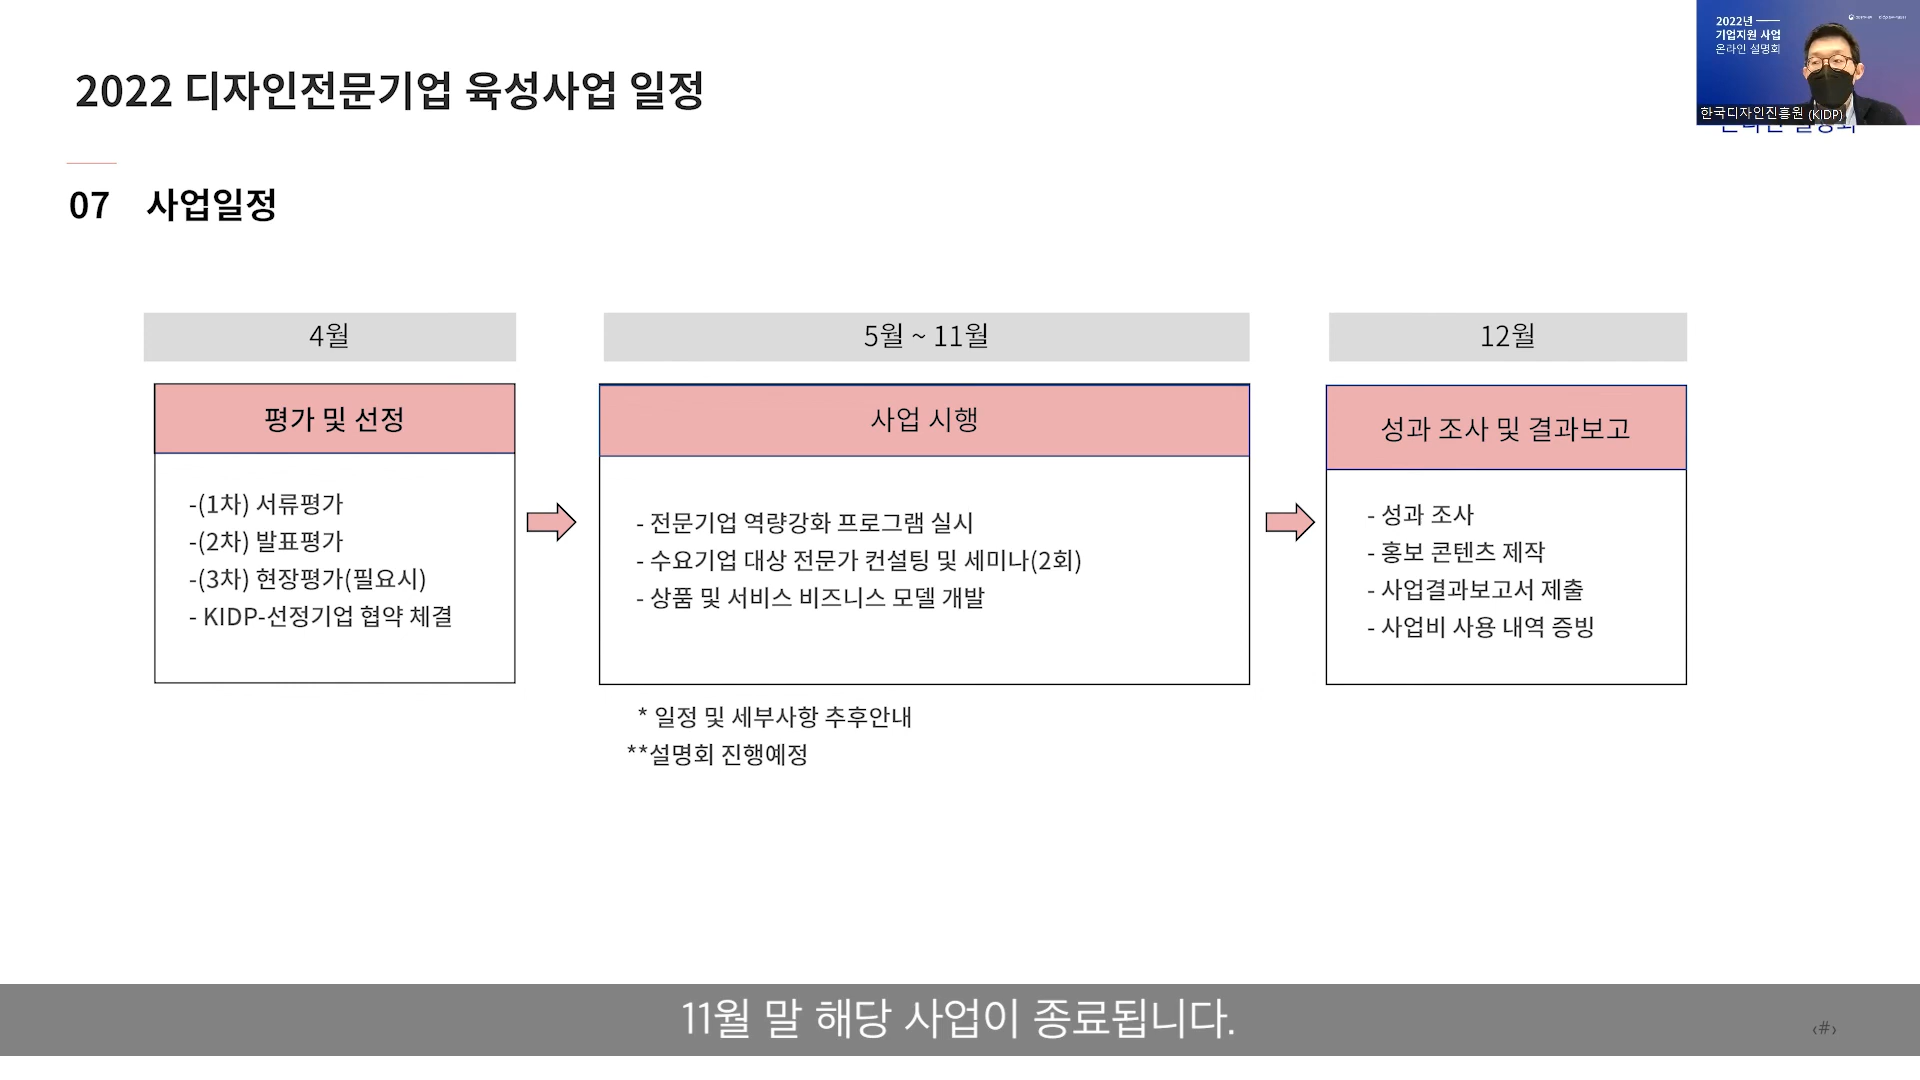 2022 디자인전문기업 육성사업 일정
2022년
기업지원 사업
온라인 설명회
한국디자인진흥원 (KIDP)
07 사업일정
4월
평가 및 선정
-(1차) 서류평가
-(2차) 발표평가
-(3차) 현장평가(필요시)
- KIDP-선정기업 협약 체결
5월 ~ 11월
사업 시행
- 전문기업 역량강화 프로그램 실시
- 수요기업 대상 전문가 컨설팅 및 세미나(2회)
- 상품 및 서비스 비즈니스 모델 개발
* 일정 및 세부사항 추후안내
**설명회 진행예정
12월
성과 조사 및 결과보고
- 성과 조사
- 홍보 콘텐츠 제작
- 사업결과보고서 제출
- 사업비 사용 내역 증빙
11월 말 해당 사업이 종료됩니다.
‹#›